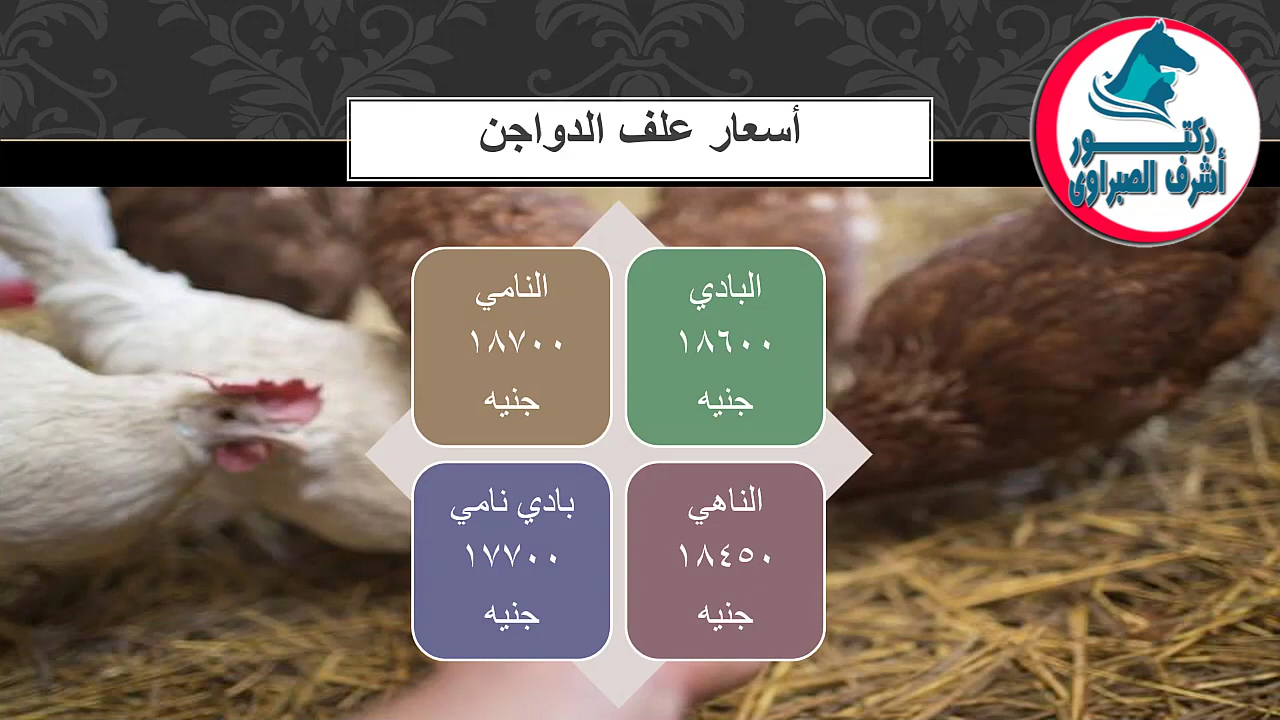 أسعار علف الدواجن
دكتور
أشرف الصبراوى
البادي
١٨٦٠٠
جنيه
النامي
١٨٧٠٠
جنيه
الناهي
١٨٤٥٠
جنيه
بادي نامي
١٧٧٠٠
جنيه